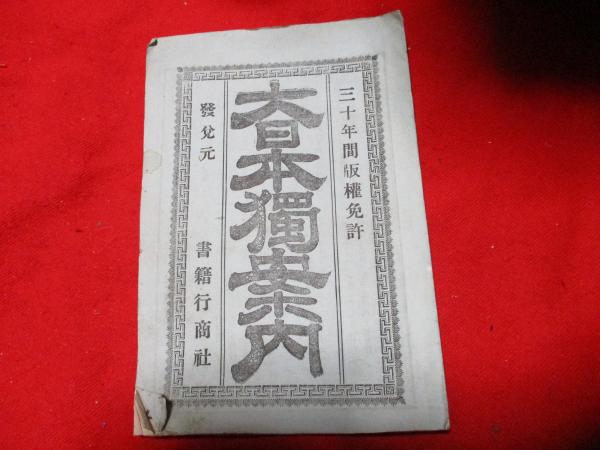 三十年間版權免許
大日本獨案内
發兌元 書籍行商社